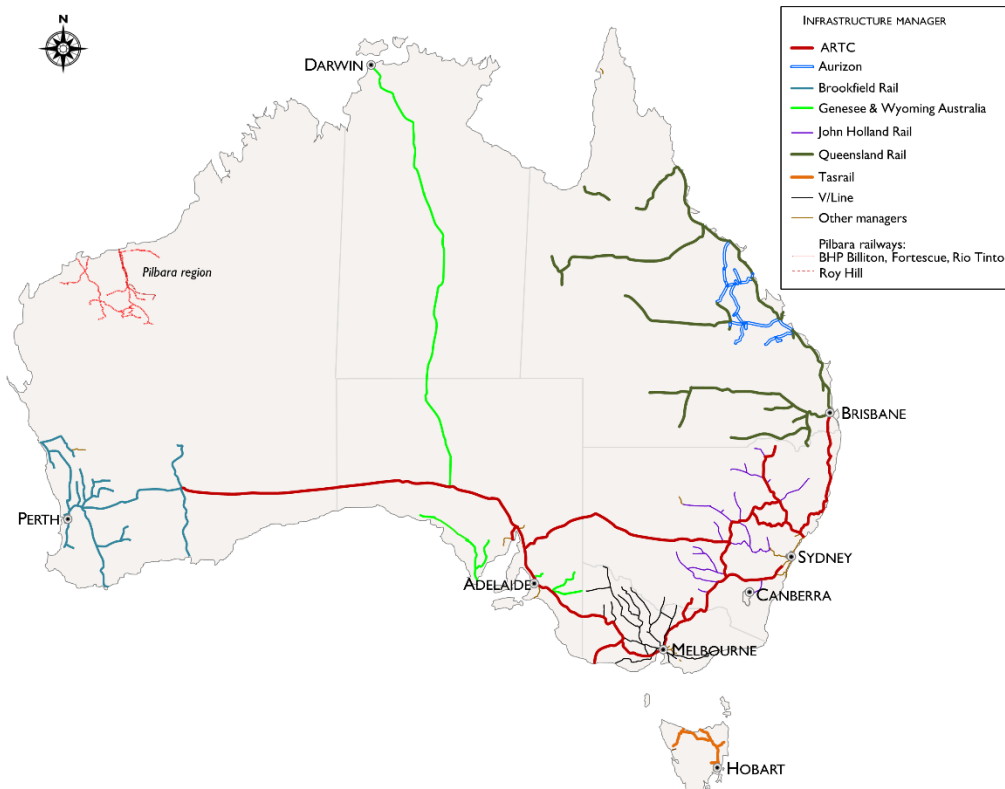 N
DARWIN
Pilbara region
BRISBANE
PERTH
SYDNEY
ADELAIDE
CANBERRA
MELBOURNE
HOBART
INFRASTRUCTURE MANAGER
ARTC
Aurizon
Brookfield Rail
Genesee & Wyoming Australia
John Holland Rail
Queensland Rail
Tasrail
V/Line
Other managers
Pilbara railways:
BHP Billiton, Fortescue, Rio Tinto
Roy Hill